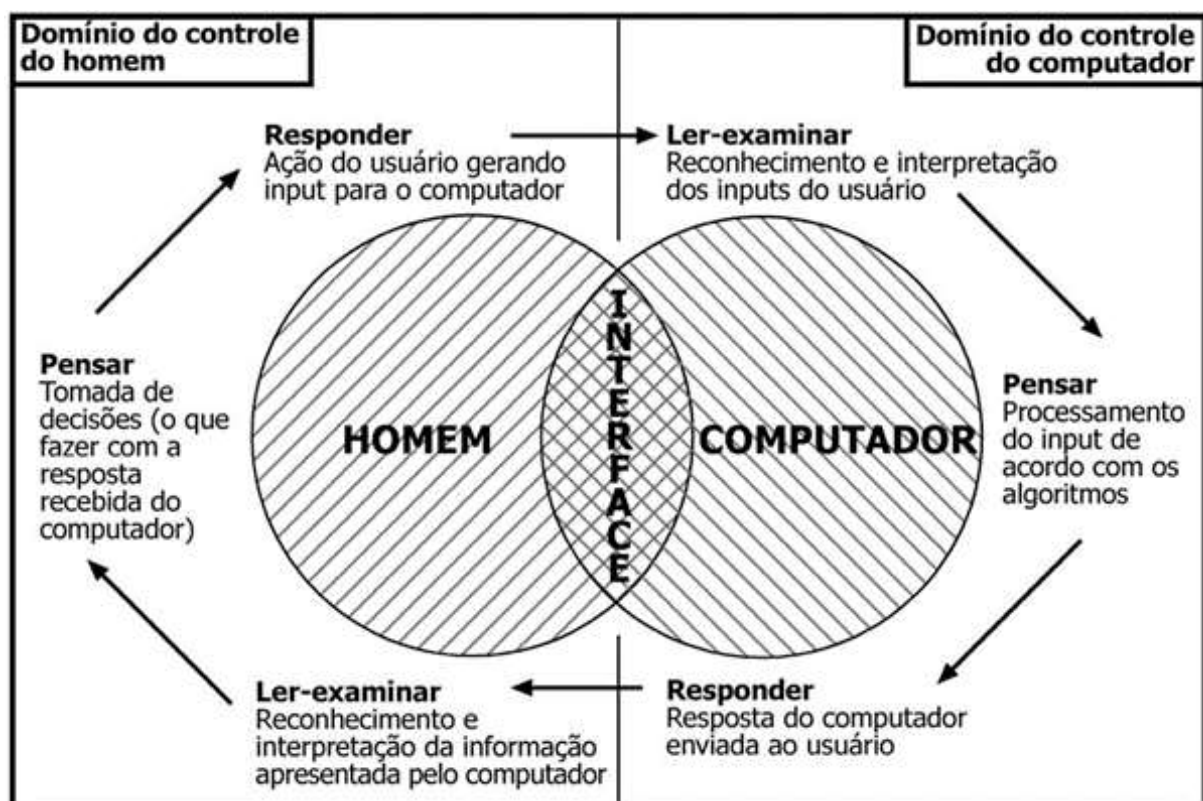 Domínio do controle
do homem
Domínio do controle
do computador
Responder
Ação do usuário gerando
input para o computador
Ler-examinar
Reconhecimento e interpretação
dos inputs do usuário
Pensar
Tomada de
decisões (o que
fazer com a
resposta
recebida do
computador)
HOMEM
INTERFACE
COMPUTADOR
Pensar
Processamento
do input de
acordo com os
algoritmos
Ler-examinar
Reconhecimento e
interpretação da informação
apresentada pelo computador
Responder
Resposta do computador
enviada ao usuário